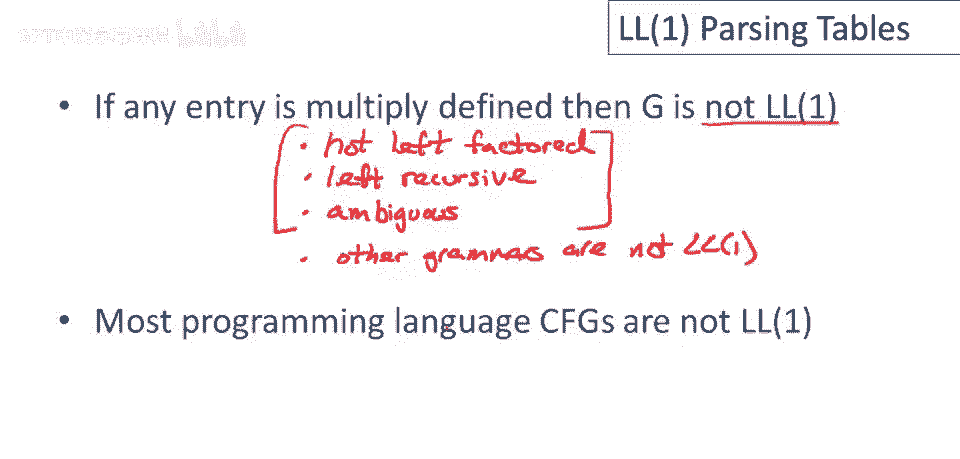 LL(1) Parsing Tables
• If any entry is multiply defined then G is not LL(1)
• not left factored
• left recursive
• ambiguous
• other grammars are not LL(1)
• Most programming language CFGs are not LL(1)